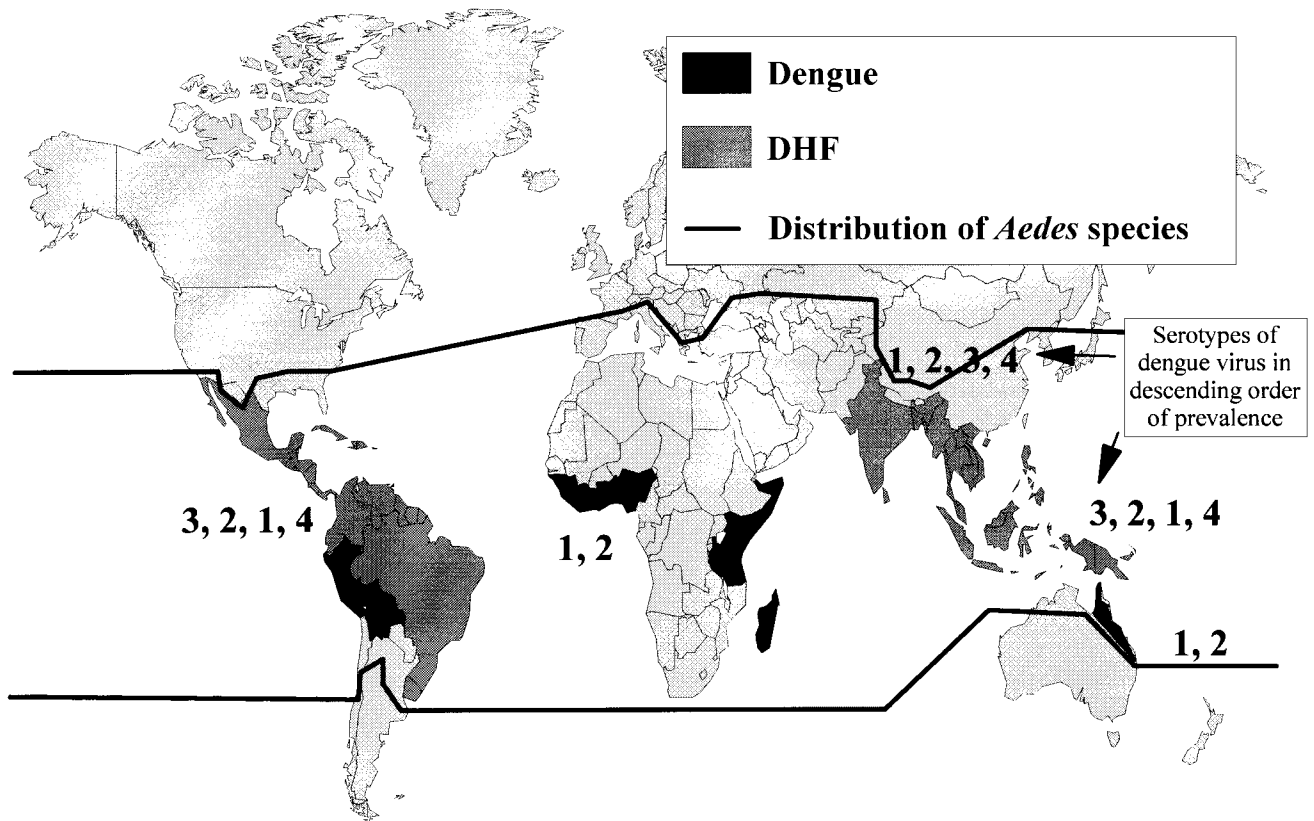 Dengue
DHF
Distribution of Aedes species
1, 2, 3, 4
Serotypes of
dengue virus in
descending order
of prevalence
3, 2, 1, 4
1, 2
3, 2, 1, 4
1, 2